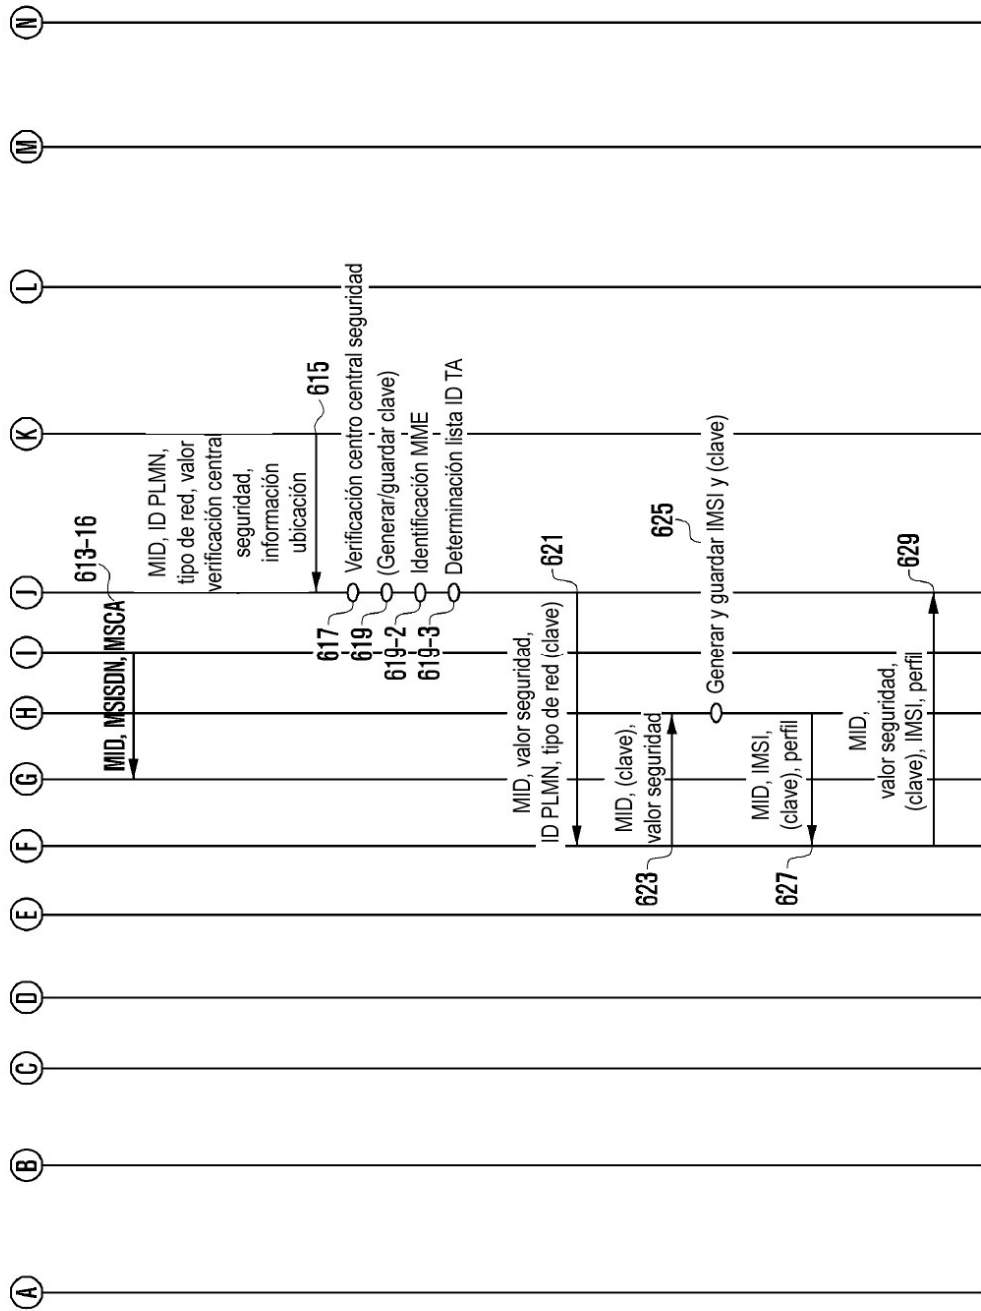 A
B
C
D
E
F
G
H
I
J
K
L
M
N
MID, MSISDN, MSCA
613-16
MID, ID PLMN,
tipo de red, valor
verificación central
seguridad,
información
ubicación
615
617
Verificación centro central seguridad
619
(Generar/guardar clave)
619-2
Identificación MME
619-3
Determinación lista ID TA
MID, valor seguridad,
ID PLMN, tipo de red (clave)
621
MID, (clave),
valor seguridad
623
625
Generar y guardar IMSI y (clave)
MID, IMSI,
(clave), perfil
627
MID,
valor seguridad,
(clave), IMSI, perfil
629